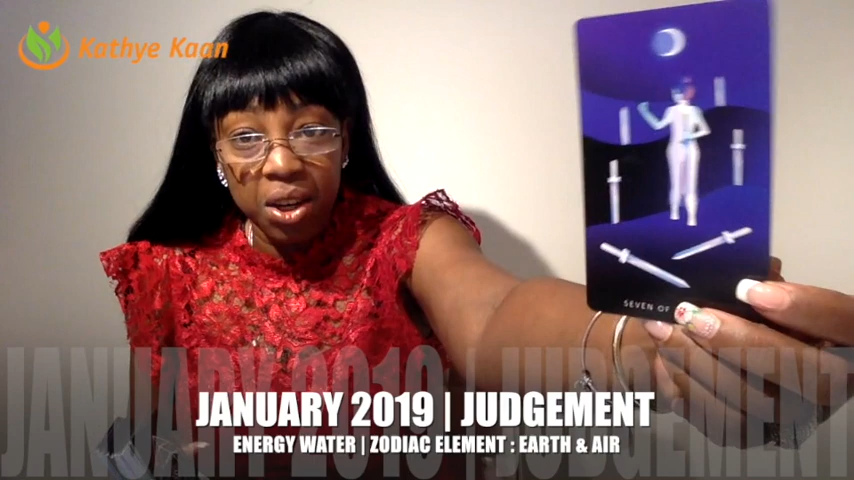 Kathye Kaan
SEVEN OF
JANUARY 2019 | JUDGEMENT
JANUARY 2019 | JUDGEMENT
ENERGY WATER | ZODIAC ELEMENT : EARTH & AIR